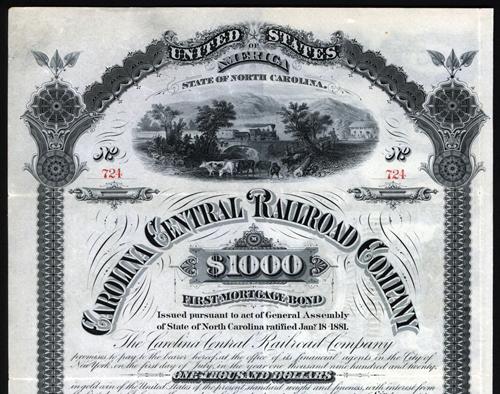 UNITED STATES
OF
AMERICA
STATE OF NORTH CAROLINA.
No No
724 724
CAROLINA CENTRAL RAILROAD COMPANY
$1000
FIRST MORTGAGE BOND
Issued pursuant to act of General Assembly
of State of North Carolina ratified Jany. 18 1881.
The Carolina Central Railroad Company
promises to pay to the bearer hereof, at the office of its financial agents in the City of
New York, on the first day of July, in the year one thousand nine hundred and twenty,
ONE THOUSAND DOLLARS
in gold coin of the United States of the present standard weight and fineness, with interest from